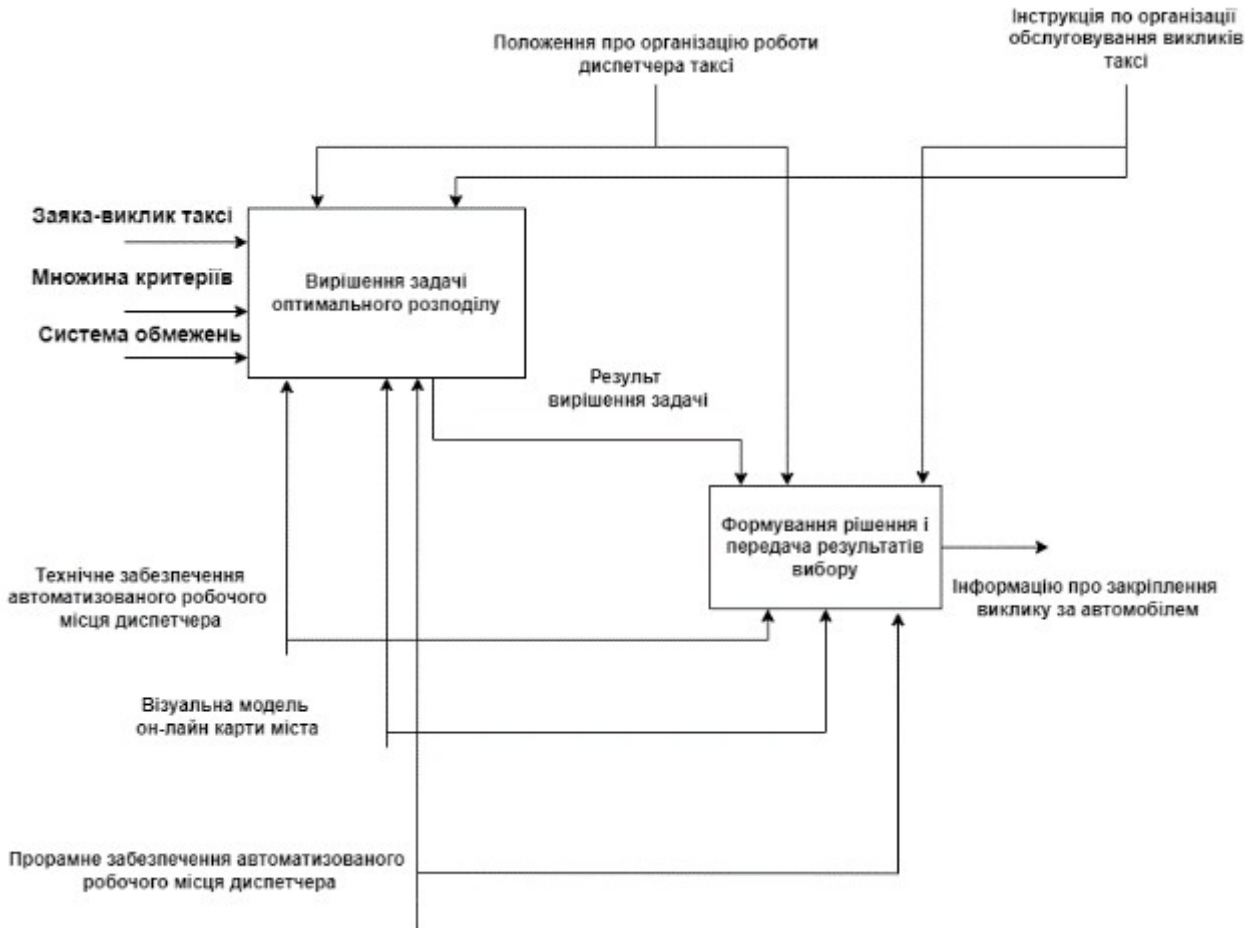 Положення про організацію роботи
диспетчера таксі
Інструкція по організації
обслуговування викликів
таксі
Заяка-виклик таксі
Множина критеріїв
Система обмежень
Вирішення задачі
оптимального розподілу
Результ
вирішення задачі
Формування рішення і
передача результатів
вибору
Інформацію про закріплення
виклику за автомобілем
Технічне забезпечення
автоматизованого робочого
місця диспетчера
Візуальна модель
он-лайн карти міста
Прорамне забезпечення автоматизованого
робочого місця диспетчера